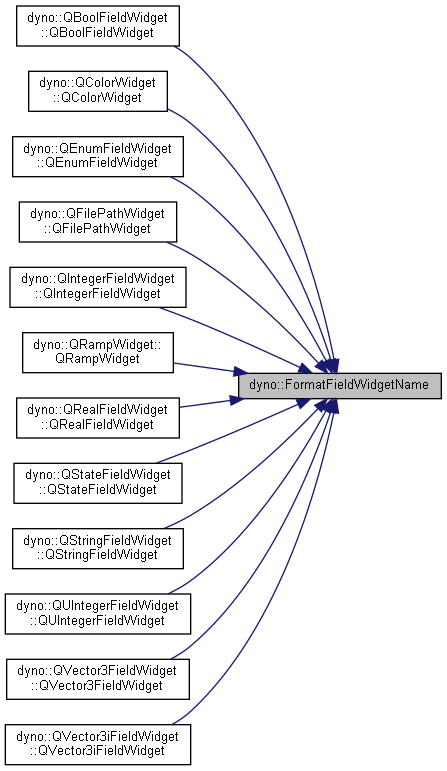 dyno::QBoolFieldWidget
::QBoolFieldWidget
dyno::QColorWidget
::QColorWidget
dyno::QEnumFieldWidget
::QEnumFieldWidget
dyno::QFilePathWidget
::QFilePathWidget
dyno::QIntegerFieldWidget
::QIntegerFieldWidget
dyno::QRampWidget::
QRampWidget
dyno::FormatFieldWidgetName
dyno::QRealFieldWidget
::QRealFieldWidget
dyno::QStateFieldWidget
::QStateFieldWidget
dyno::QStringFieldWidget
::QStringFieldWidget
dyno::QUIntegerFieldWidget
::QUIntegerFieldWidget
dyno::QVector3FieldWidget
::QVector3FieldWidget
dyno::QVector3iFieldWidget
::QVector3iFieldWidget